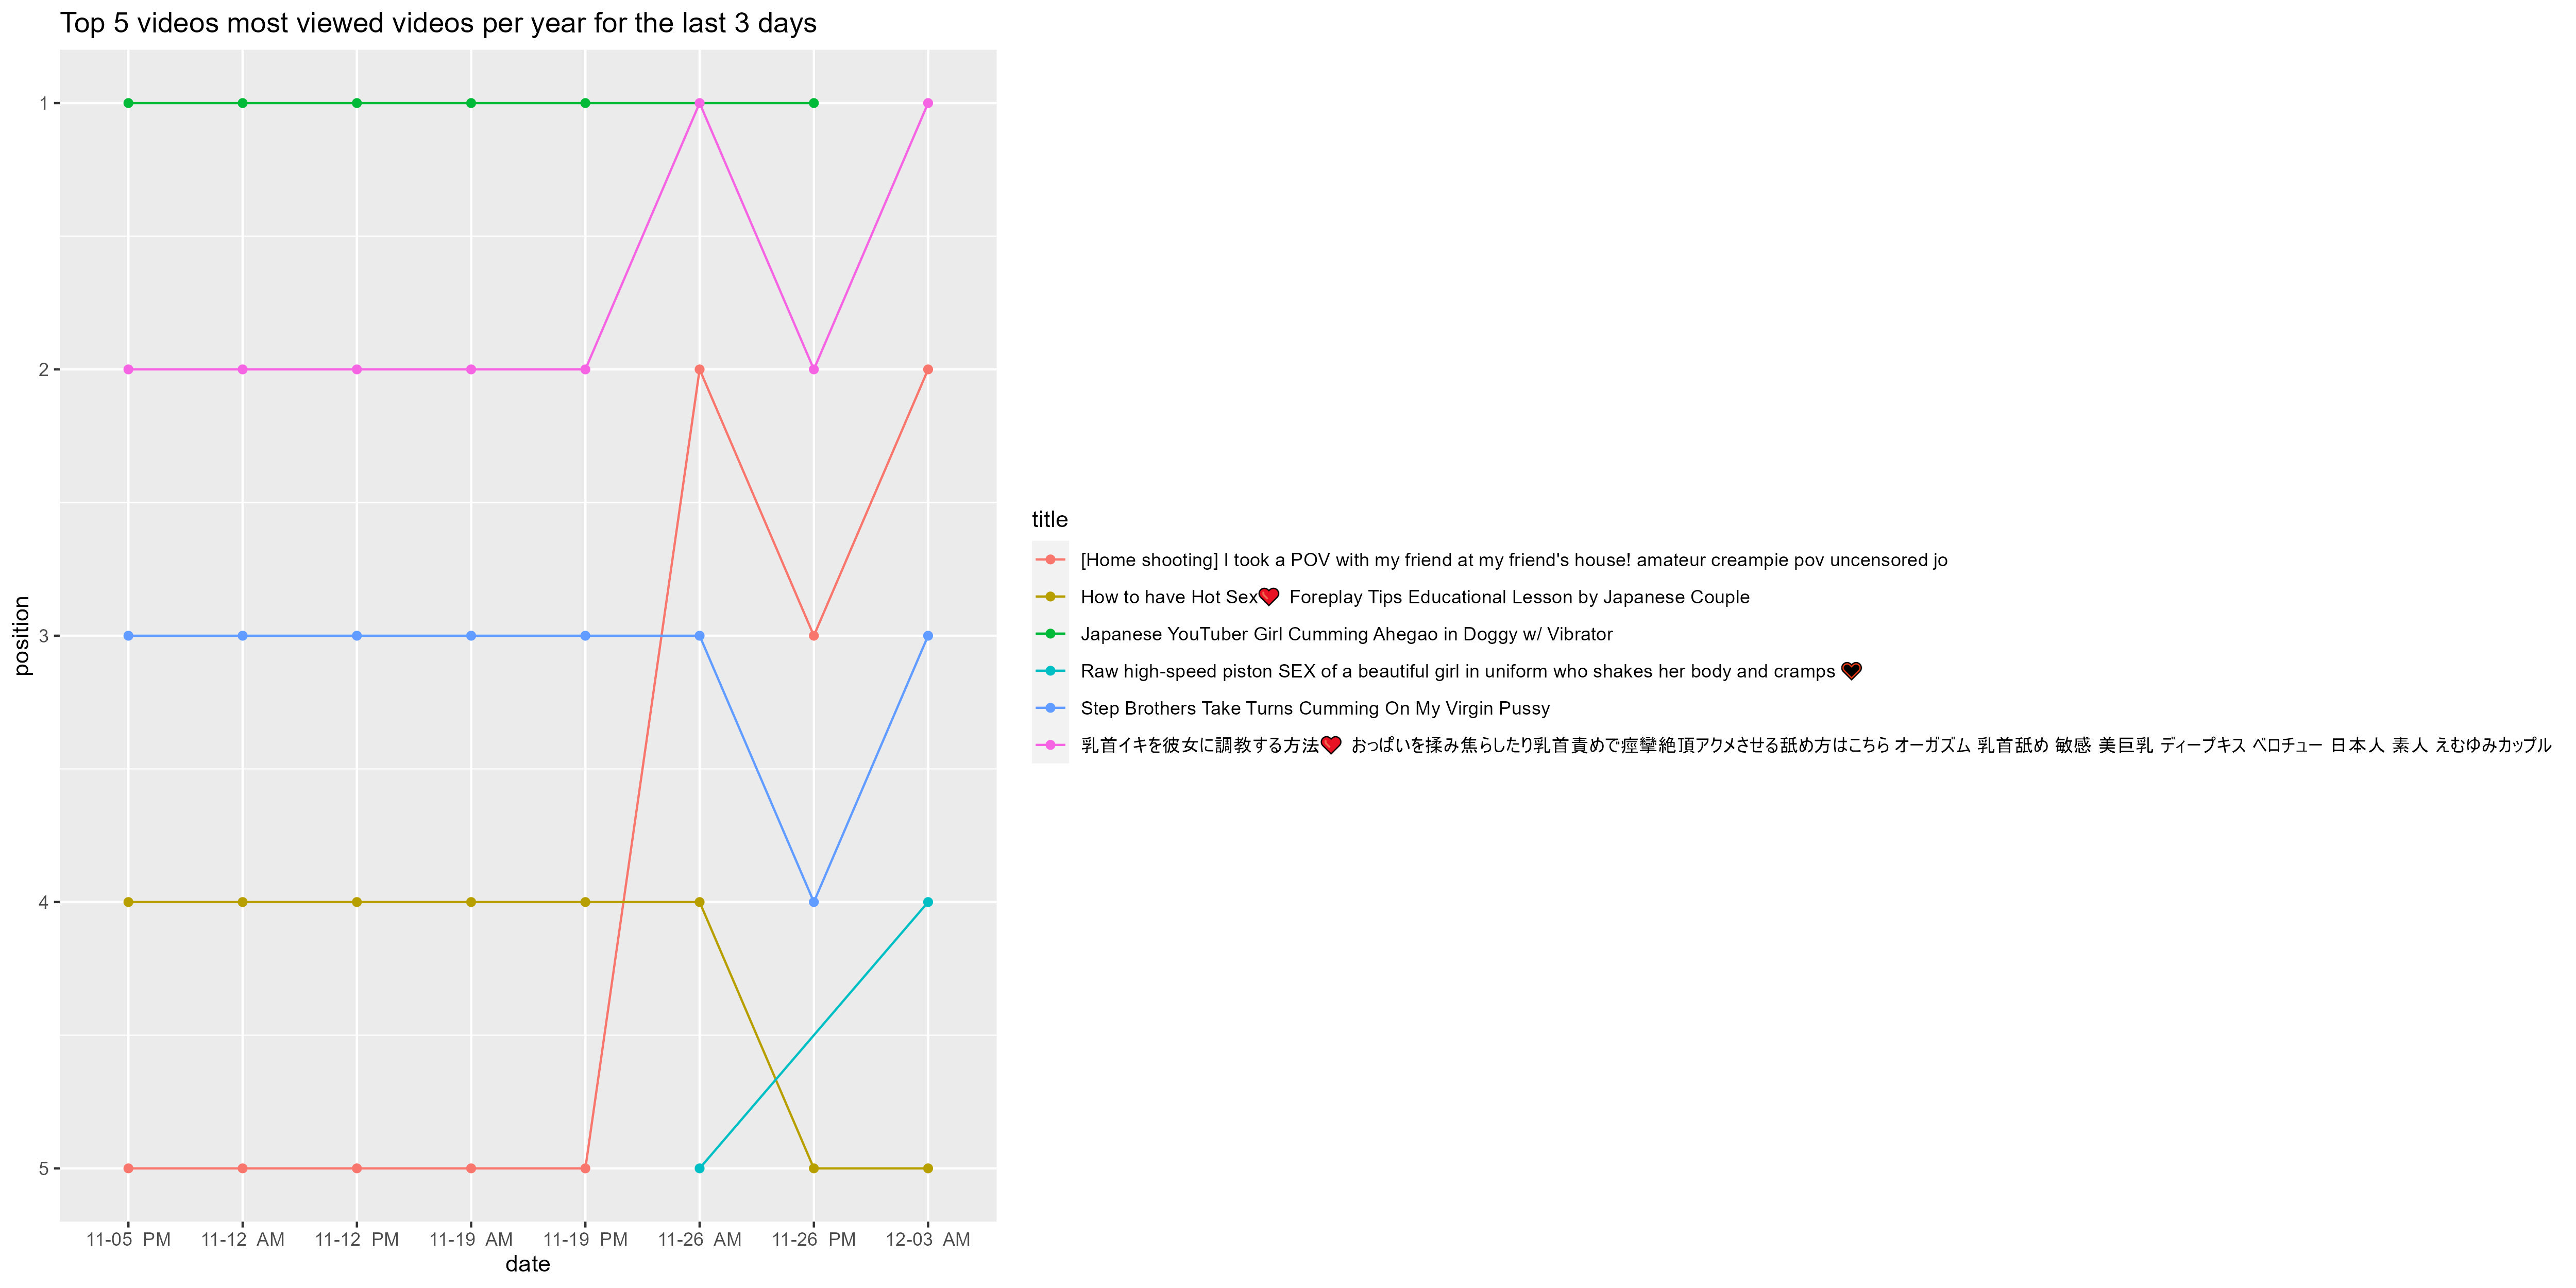 Top 5 videos most viewed videos per year for the last 3 days
1
2
3
4
5
position
11-05 PM 11-12 AM 11-12 PM 11-19 AM 11-19 PM 11-26 AM 11-26 PM 12-03 AM
date
title
[Home shooting] I took a POV with my friend at my friend's house! amateur creampie pov uncensored jo
How to have Hot Sex❤️ Foreplay Tips Educational Lesson by Japanese Couple
Japanese YouTuber Girl Cumming Ahegao in Doggy w/ Vibrator
Raw high-speed piston SEX of a beautiful girl in uniform who shakes her body and cramps 🖤
Step Brothers Take Turns Cumming On My Virgin Pussy
乳首イキを彼女に調教する方法❤️ おっぱいを揉み焦らしたり乳首責めで痙攣絶頂アクメさせる舐め方はこちら オーガズム 乳首舐め 敏感 美巨乳 ディープキス ベロチュー 日本人 素人 えむゆみカップル